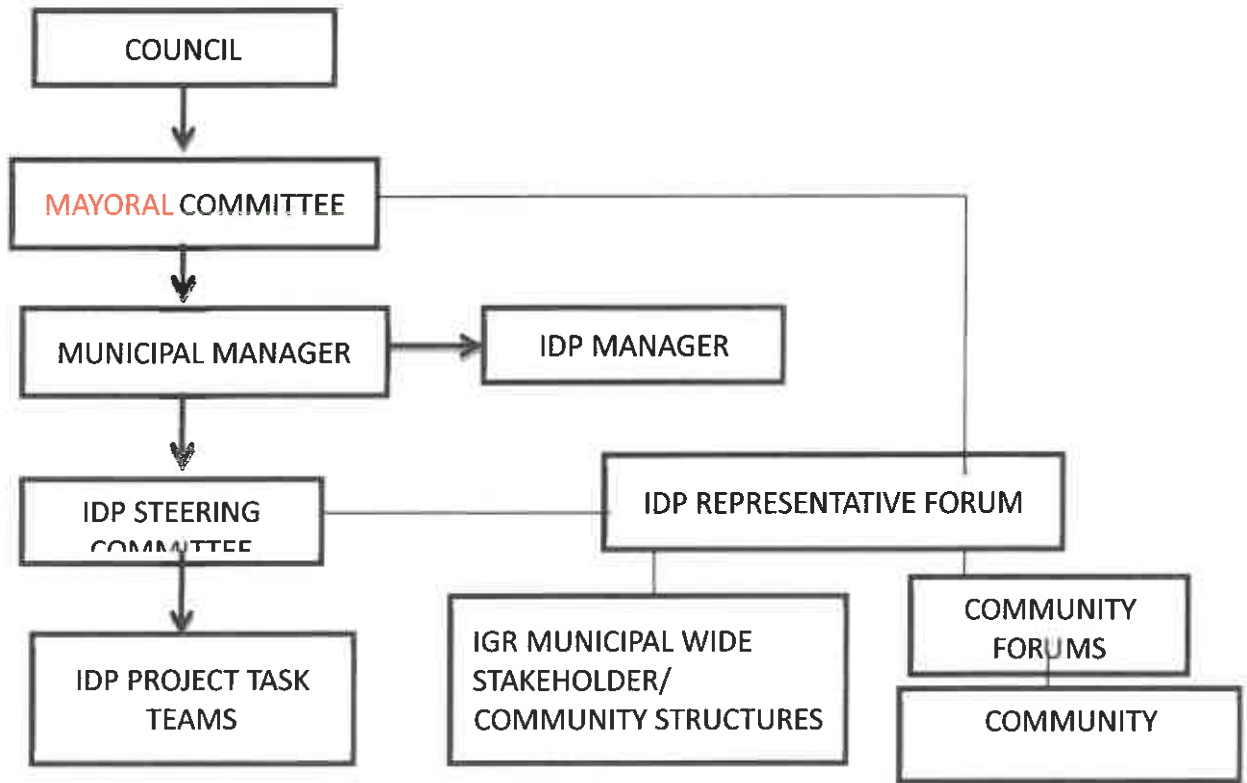 COUNCIL
MAYORAL COMMITTEE
MUNICIPAL MANAGER
IDP MANAGER
IDP STEERING
COMMITTEE
IDP REPRESENTATIVE FORUM
IDP PROJECT TASK
TEAMS
IGR MUNICIPAL WIDE
STAKEHOLDER/
COMMUNITY STRUCTURES
COMMUNITY
FORUMS
COMMUNITY